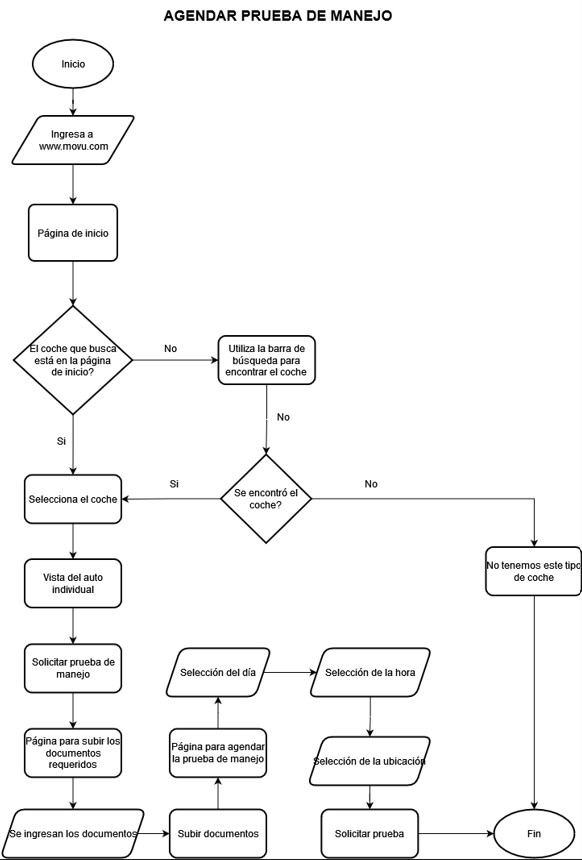 AGENDAR PRUEBA DE MANEJO
Inicio
Ingresa a
www.movu.com
Página de inicio
El coche que busca
está en la página
de inicio?
No
Utiliza la barra de
búsqueda para
encontrar el coche
No
Si
Selecciona el coche
Si
Se encontró el
coche?
No
No tenemos este tipo
de coche
Vista del auto
individual
Solicitar prueba de
manejo
Selección del día
Selección de la hora
Página para subir los
documentos
requeridos
Página para agendar
la prueba de manejo
Selección de la ubicación
Se ingresan los documentos
Subir documentos
Solicitar prueba
Fin